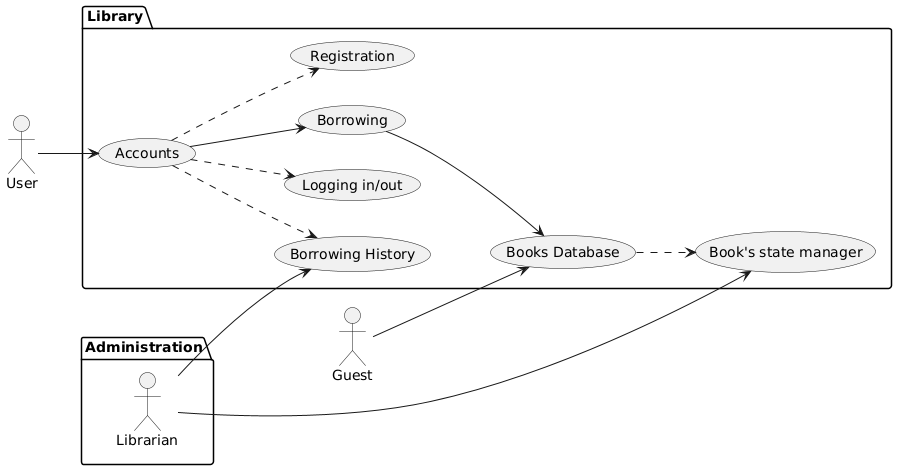 Library
Registration
Borrowing
Accounts
User
Logging in/out
Borrowing History
Books Database
Book's state manager
Administration
Guest
Librarian